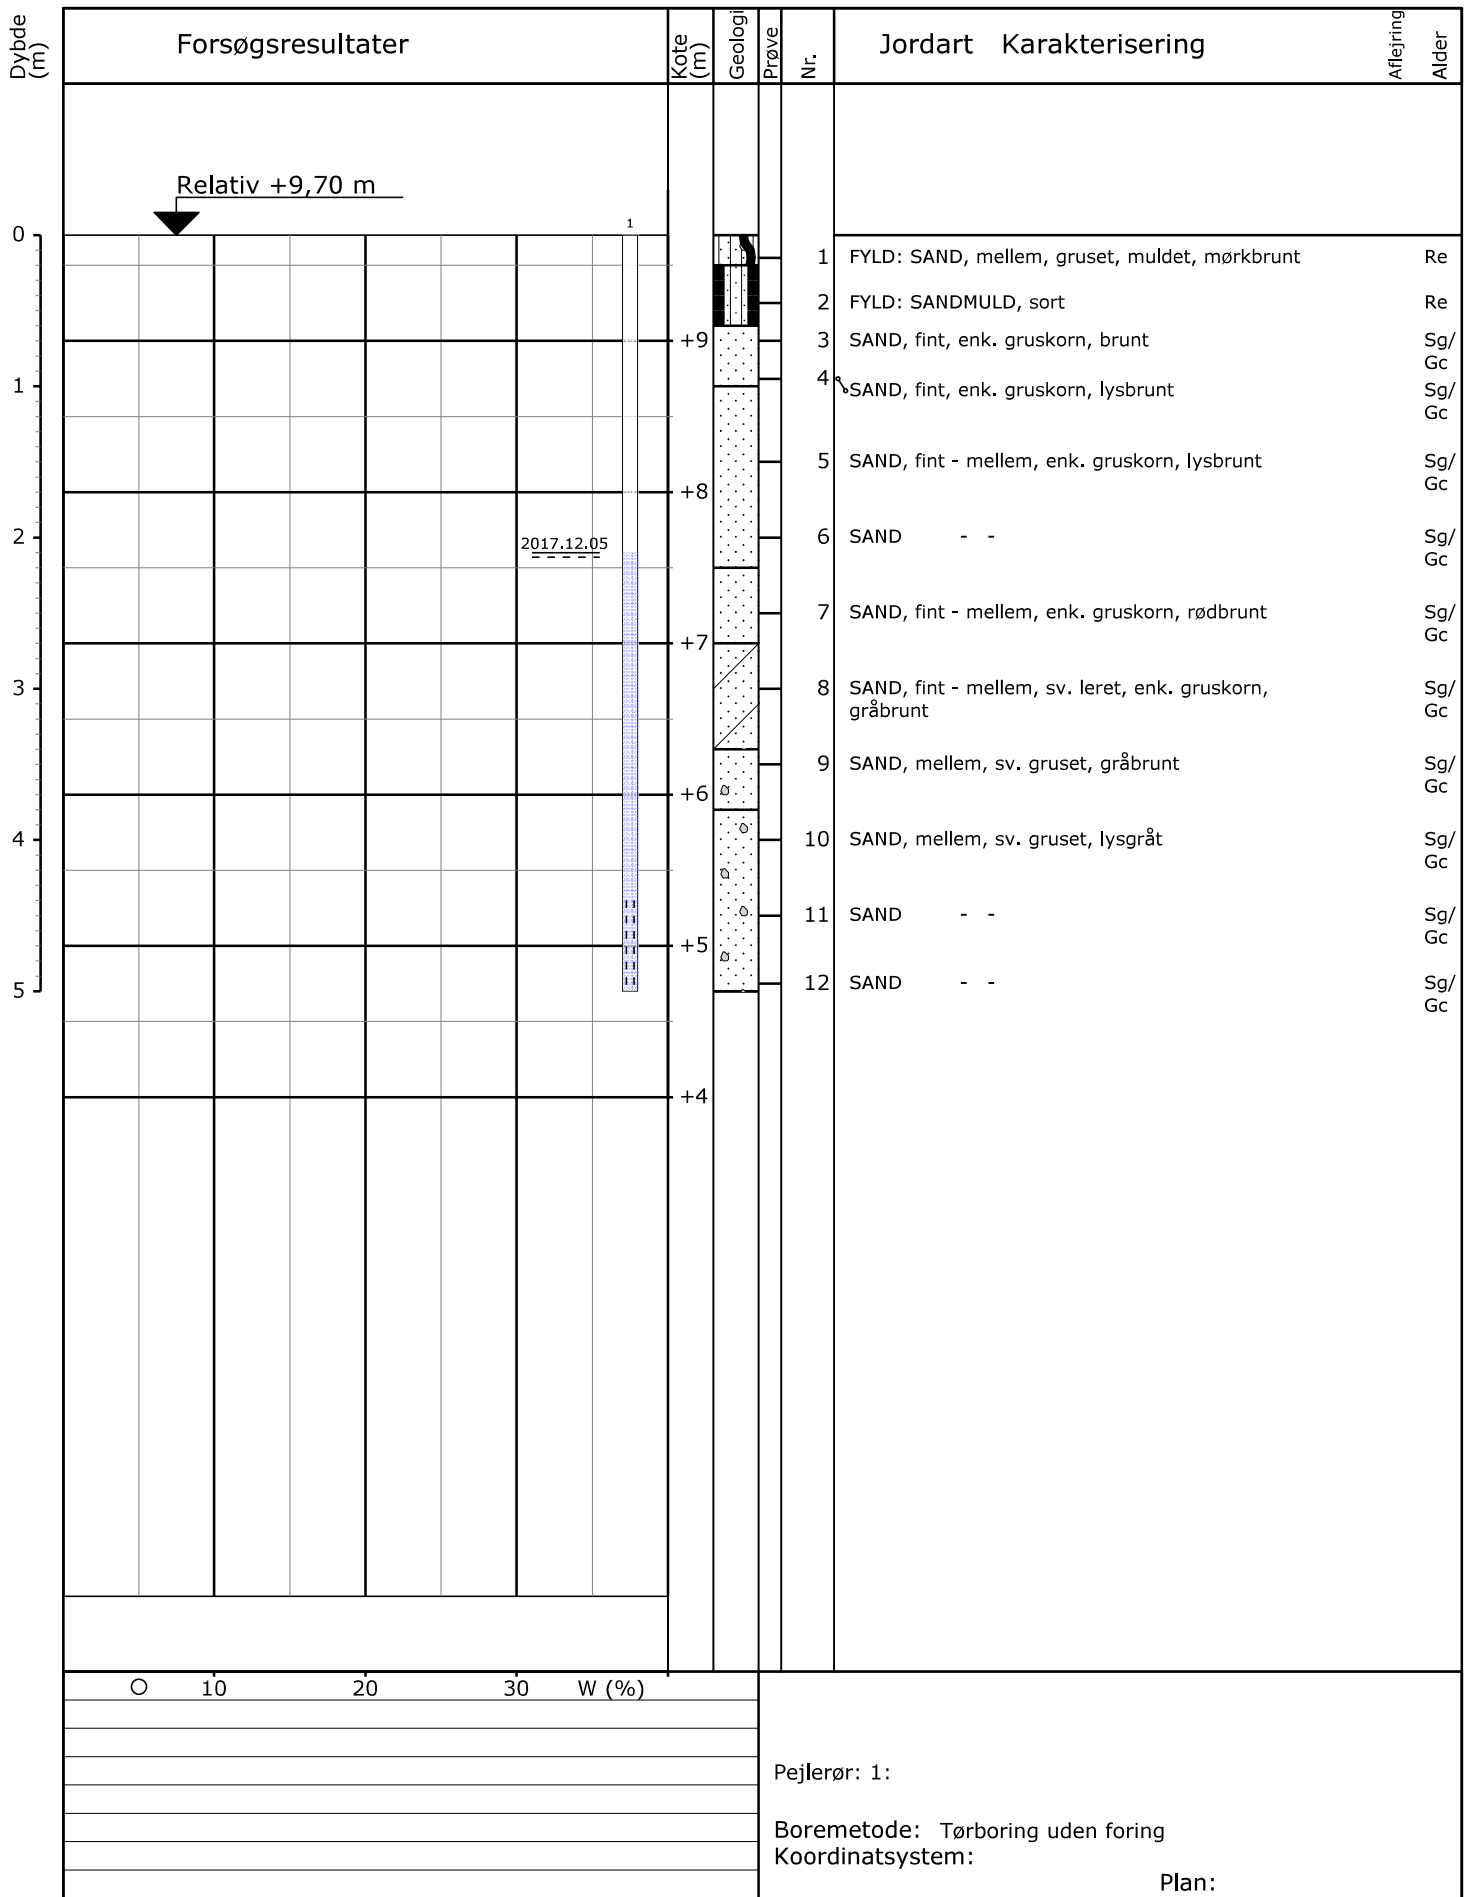 Dybde (m)
Forsøgsresultater
Kote (m)
Geologi
Prøve
Nr.
Jordart Karakterisering
Aflejring
Alder
Relativ +9,70 m
1
0
1 FYLD: SAND, mellem, gruset, muldet, mørkbrunt Re
2 FYLD: SANDMULD, sort Re
+9 3 SAND, fint, enk. gruskorn, brunt Sg/
Gc
1 4 SAND, fint, enk. gruskorn, lysbrunt Sg/
Gc
5 SAND, fint - mellem, enk. gruskorn, lysbrunt Sg/
Gc
+8
2 2017.12.05 6 SAND - - Sg/
Gc
7 SAND, fint - mellem, enk. gruskorn, rødbrunt Sg/
Gc
+7
3 8 SAND, fint - mellem, sv. leret, enk. gruskorn, Sg/
gråbrunt Gc
9 SAND, mellem, sv. gruset, gråbrunt Sg/
Gc
+6
4 10 SAND, mellem, sv. gruset, lysgråt Sg/
Gc
11 SAND - - Sg/
Gc
+5
5 12 SAND - - Sg/
Gc
+4
10 20 30 W (%)
Pejlerør: 1:
Boremetode: Tørboring uden foring
Koordinatsystem:
Plan: